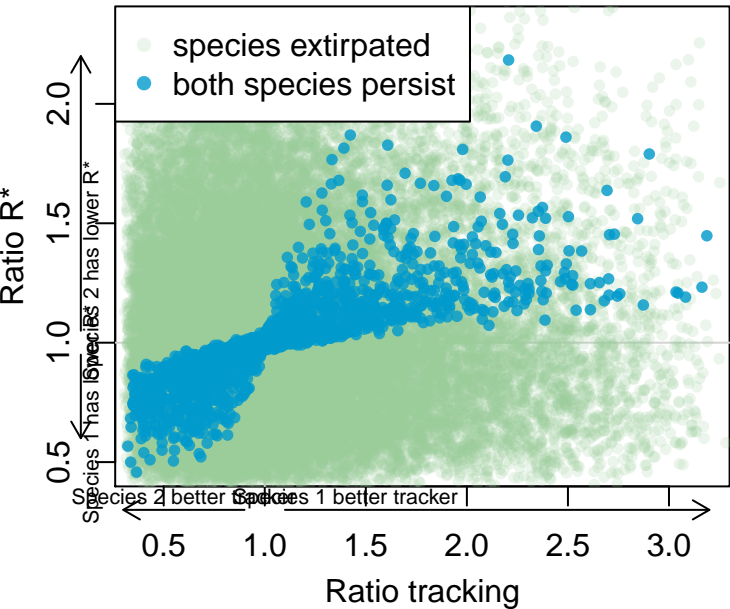 species extirpated
both species persist
Ratio R*
2.0
1.5
1.0
0.5
Species 2 has lower R*
Species 1 has lower R*
Species 2 better tracker
Species 1 better tracker
0.5
1.0
1.5
2.0
2.5
3.0
Ratio tracking